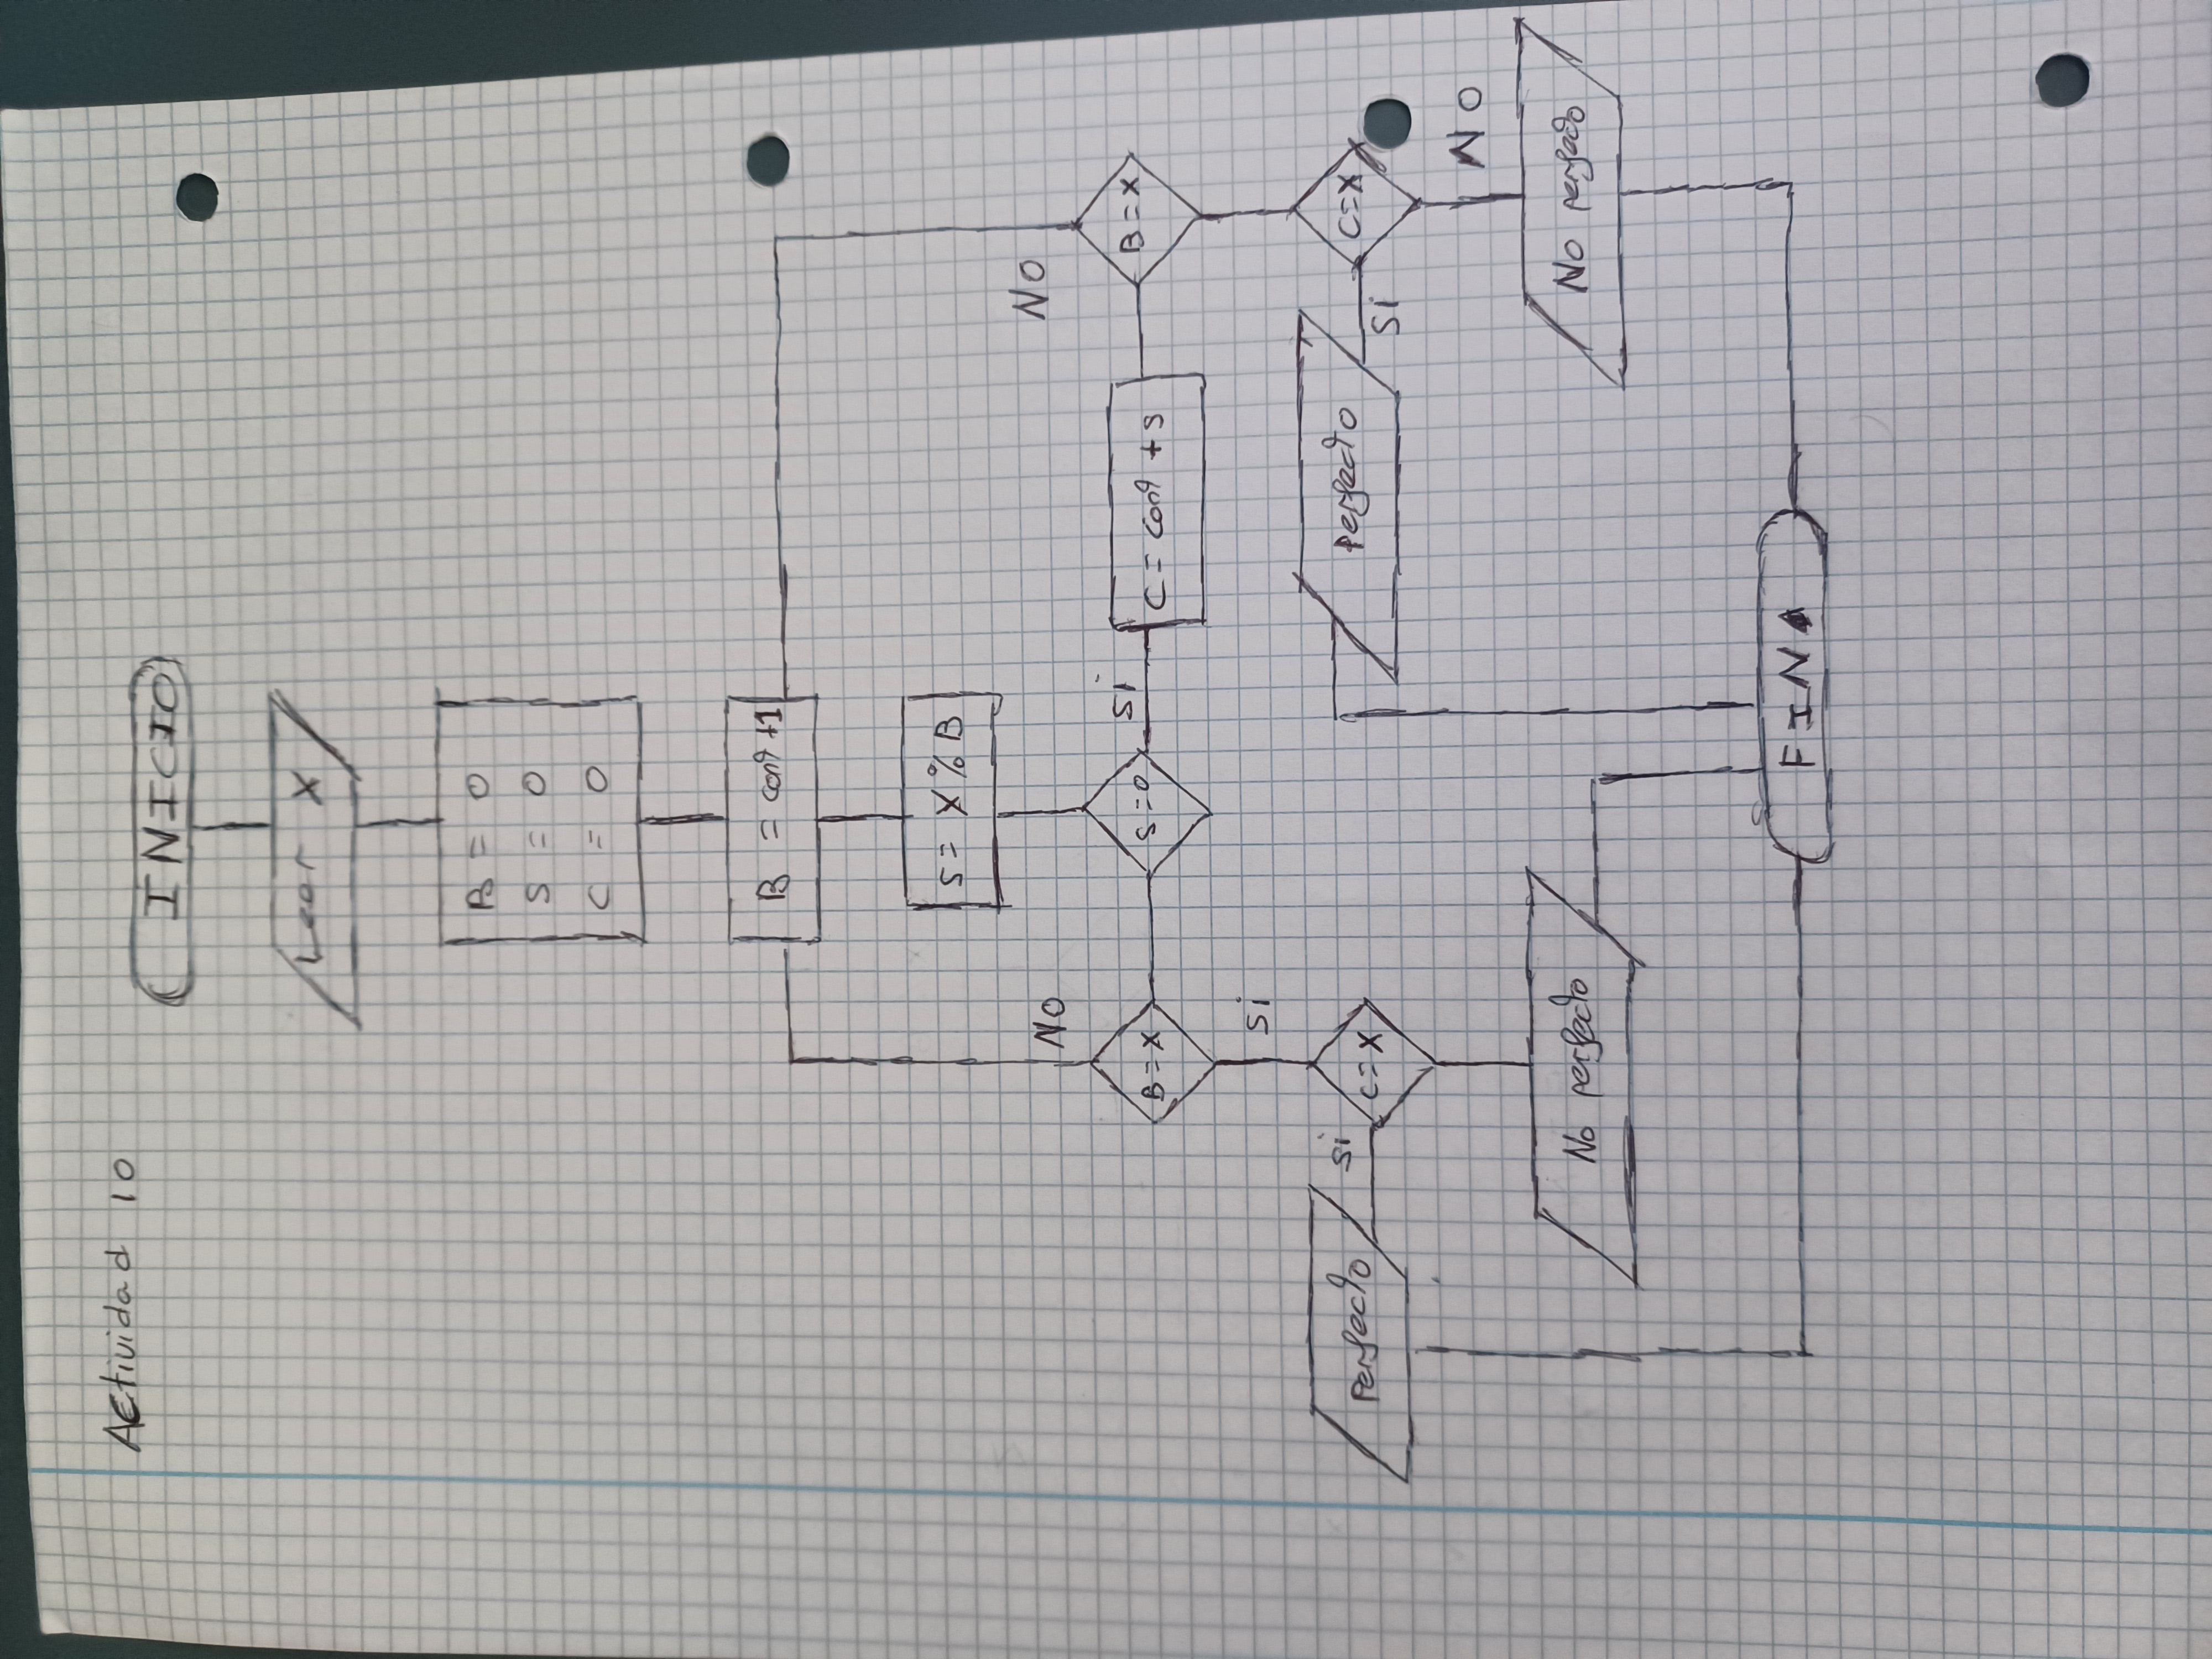 Actividad 10
INICIO
Leer X
B = 0
S = 0
C = 0
B = cont +1
S = X % B
NO
NO
B = X
S = 0
si
C = cont + S
B = X
si
perfecto
si
C = X
perfecto
si
C = X
NO
No perfecto
No perfecto
FIN